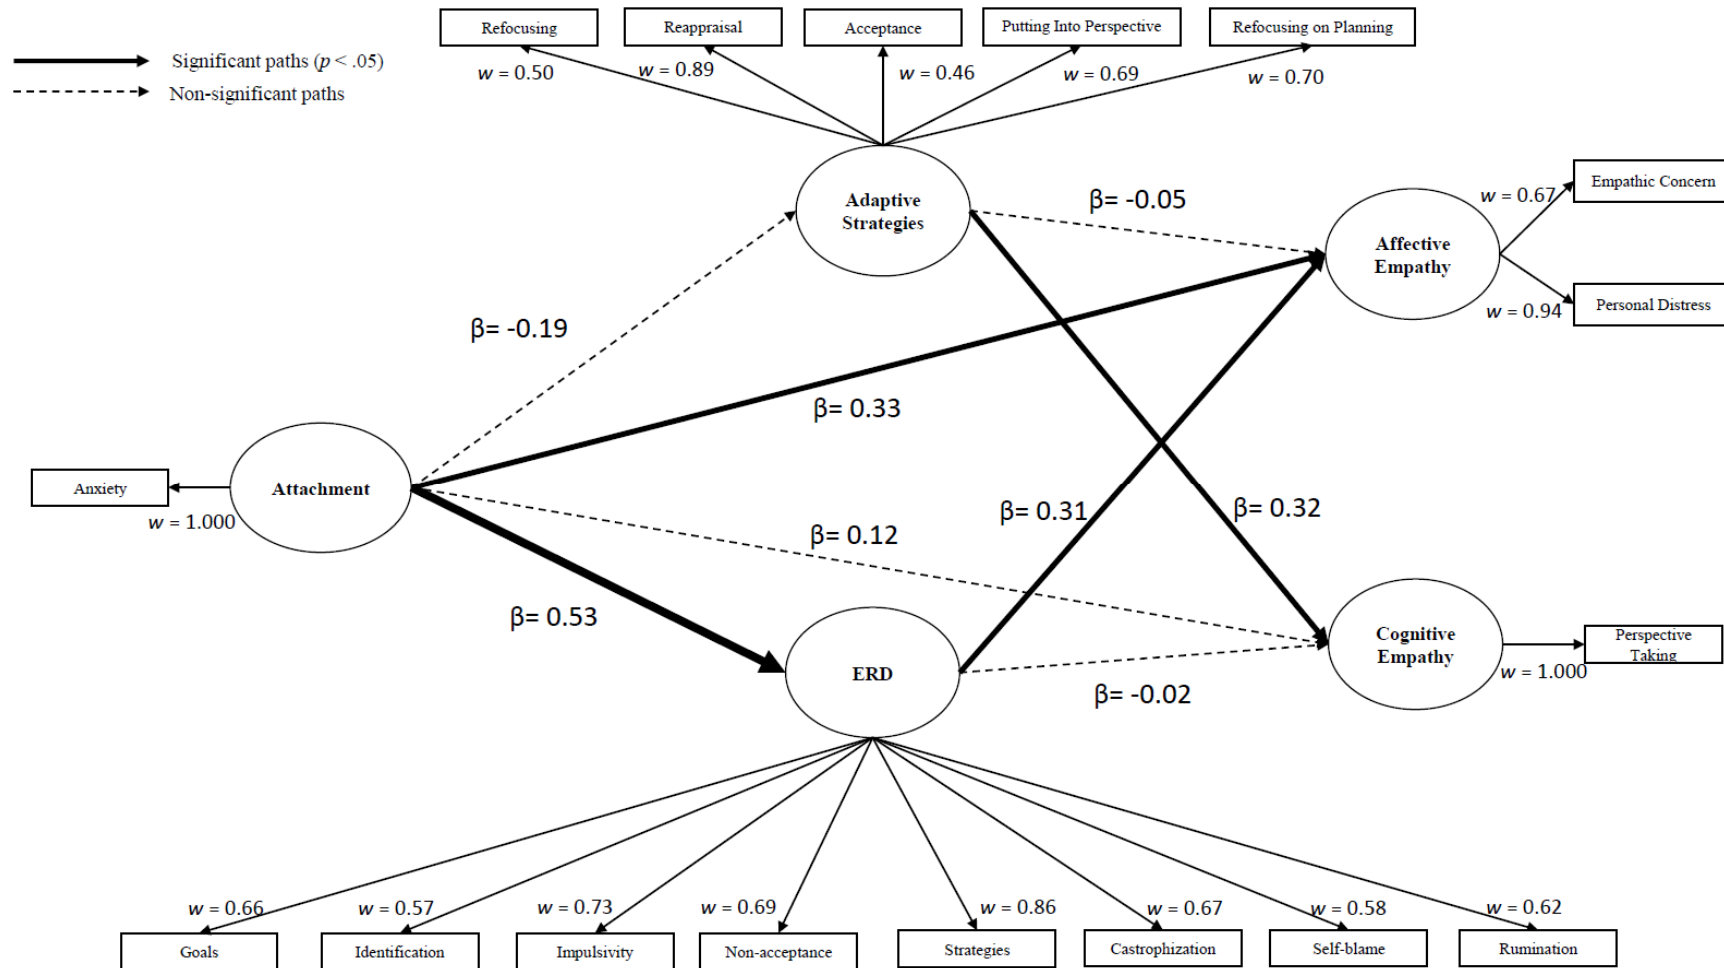 Refocusing
Reappraisal
Acceptance
Putting Into Perspective
Refocusing on Planning
Significant paths (p < .05)
Non-significant paths
w = 0.50
w = 0.89
w = 0.46
w = 0.69
w = 0.70
Adaptive
Strategies
β= -0.05
Affective
Empathy
w = 0.67
Empathic Concern
w = 0.94
Personal Distress
β= -0.19
β= 0.33
Anxiety
w = 1.000
Attachment
β= 0.12
β= 0.31
β= 0.32
β= 0.53
ERD
β= -0.02
Cognitive
Empathy
w = 1.000
Perspective
Taking
w = 0.66
w = 0.57
w = 0.73
w = 0.69
w = 0.86
w = 0.67
w = 0.58
w = 0.62
Goals
Identification
Impulsivity
Non-acceptance
Strategies
Castrophization
Self-blame
Rumination